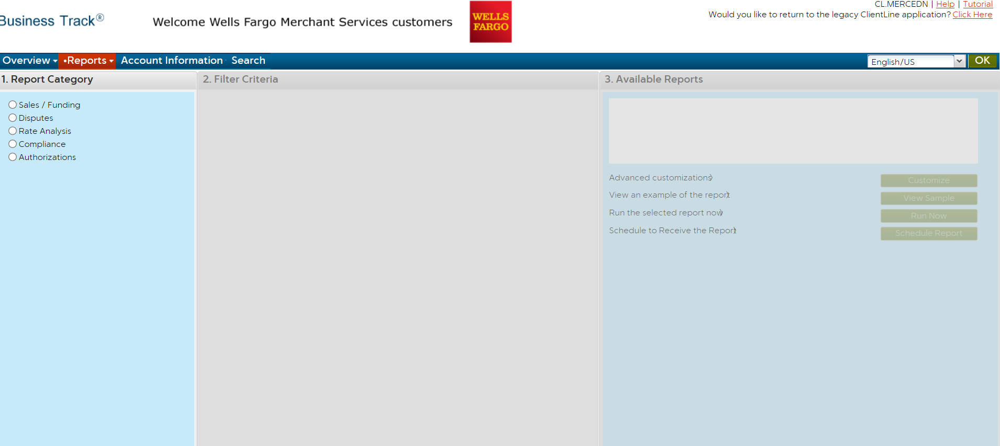 Business Track®
Welcome Wells Fargo Merchant Services customers
WELLS
FARGO
CL.MERCEDN | Help | Tutorial
Would you like to return to the legacy ClientLine application? Click Here
Overview •Reports Account Information Search
English/US OK
1. Report Category
Sales / Funding
Disputes
Rate Analysis
Compliance
Authorizations
2. Filter Criteria
3. Available Reports
Advanced customizations Customize
View an example of the report View Sample
Run the selected report now Run Now
Schedule to Receive the Report Schedule Report